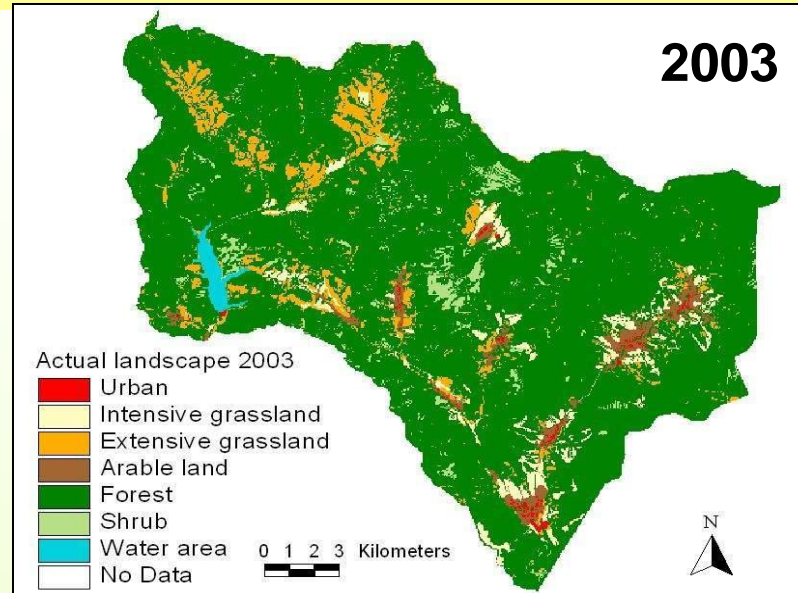 2003
Actual landscape 2003
Urban
Intensive grassland
Extensive grassland
Arable land
Forest
Shrub
Water area
No Data
0 1 2 3 Kilometers
N